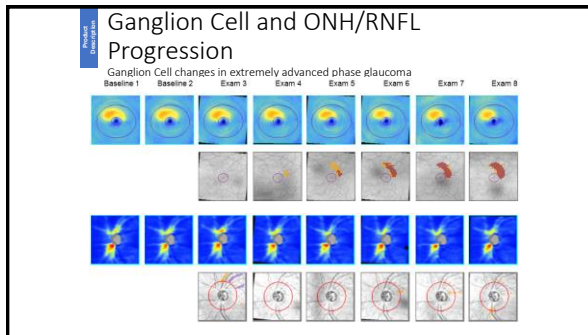 Product
Description
Ganglion Cell and ONH/RNFL
Progression
Ganglion Cell changes in extremely advanced phase glaucoma
Baseline 1 Baseline 2 Exam 3 Exam 4 Exam 5 Exam 6 Exam 7 Exam 8